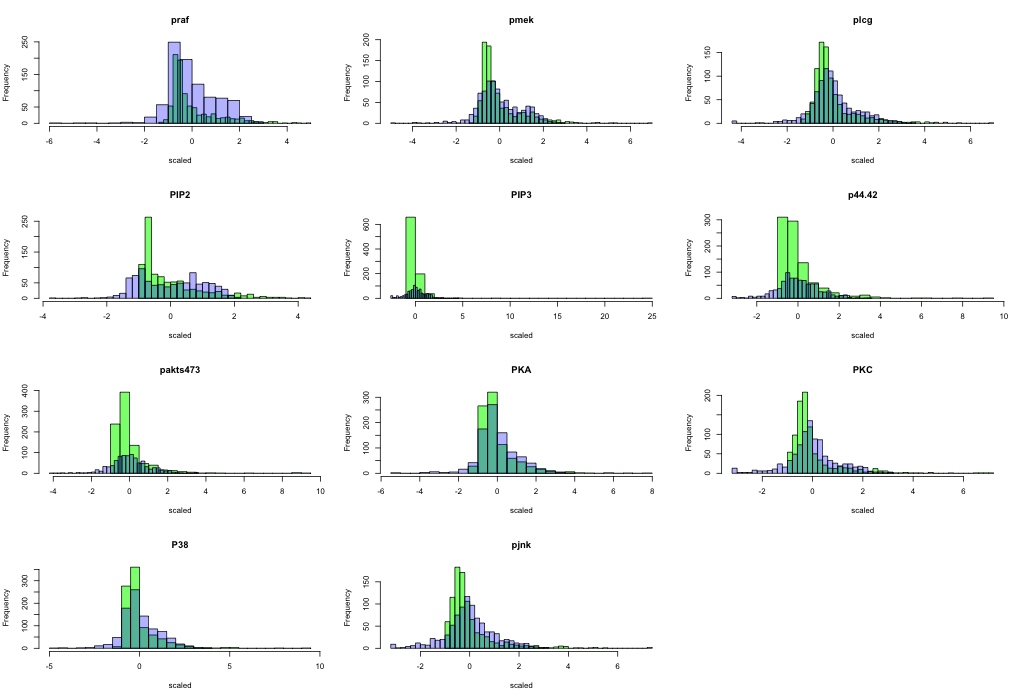 praf
Frequency
0 50 150 250
-6 -4 -2 0 2 4
scaled
pmek
Frequency
0 50 100 150 200
-4 -2 0 2 4 6
scaled
plcg
Frequency
0 50 100 150
-4 -2 0 2 4 6
scaled
PIP2
Frequency
0 50 150 250
-4 -2 0 2 4
scaled
PIP3
Frequency
0 200 400 600
0 5 10 15 20 25
scaled
p44.42
Frequency
0 100 200 300
-2 0 2 4 6 8 10
scaled
pakts473
Frequency
0 100 200 300 400
-4 -2 0 2 4 6 8 10
scaled
PKA
Frequency
0 100 200 300
-6 -4 -2 0 2 4 6 8
scaled
PKC
Frequency
0 50 100 200
-2 0 2 4 6
scaled
P38
Frequency
0 100 200 300
-5 0 5 10
scaled
pjnk
Frequency
0 50 100 150
-2 0 2 4 6
scaled